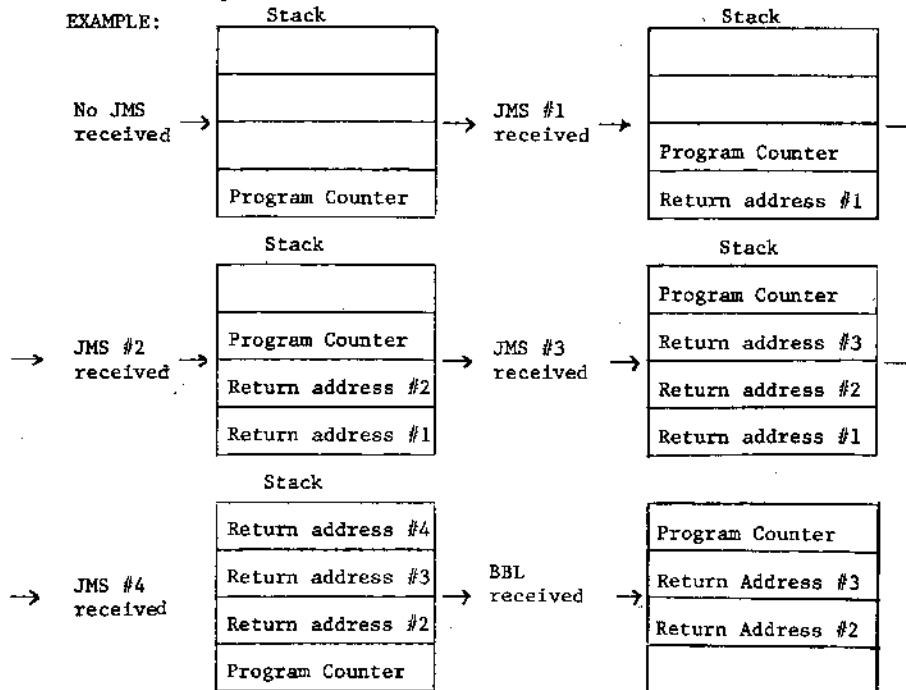 EXAMPLE:
Stack
Stack
No JMS
received
Program Counter
JMS #1
received
Program Counter
Return address #1
Stack
Stack
JMS #2
received
Program Counter
Return address #2
Return address #1
JMS #3
received
Program Counter
Return address #3
Return address #2
Return address #1
Stack
JMS #4
received
Return address #4
Return address #3
Return address #2
Program Counter
BBL
received
Program Counter
Return Address #3
Return Address #2